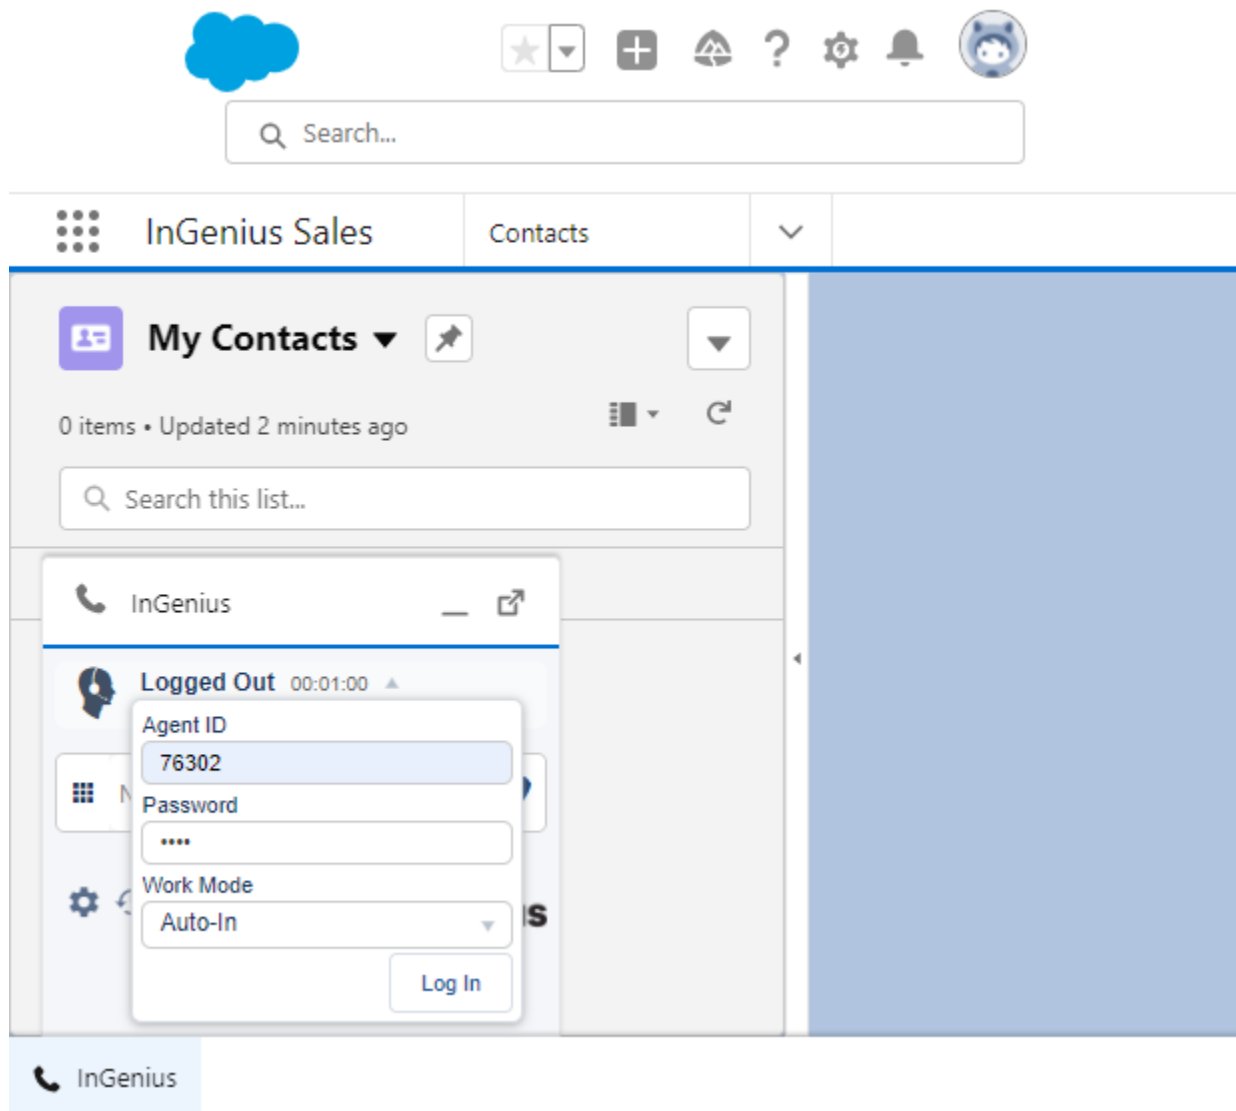 Search...
InGenius Sales
Contacts
My Contacts
0 items • Updated 2 minutes ago
Search this list...
InGenius
Logged Out 00:01:00
Agent ID
76302
Password
••••
Work Mode
Auto-In
Log In
InGenius